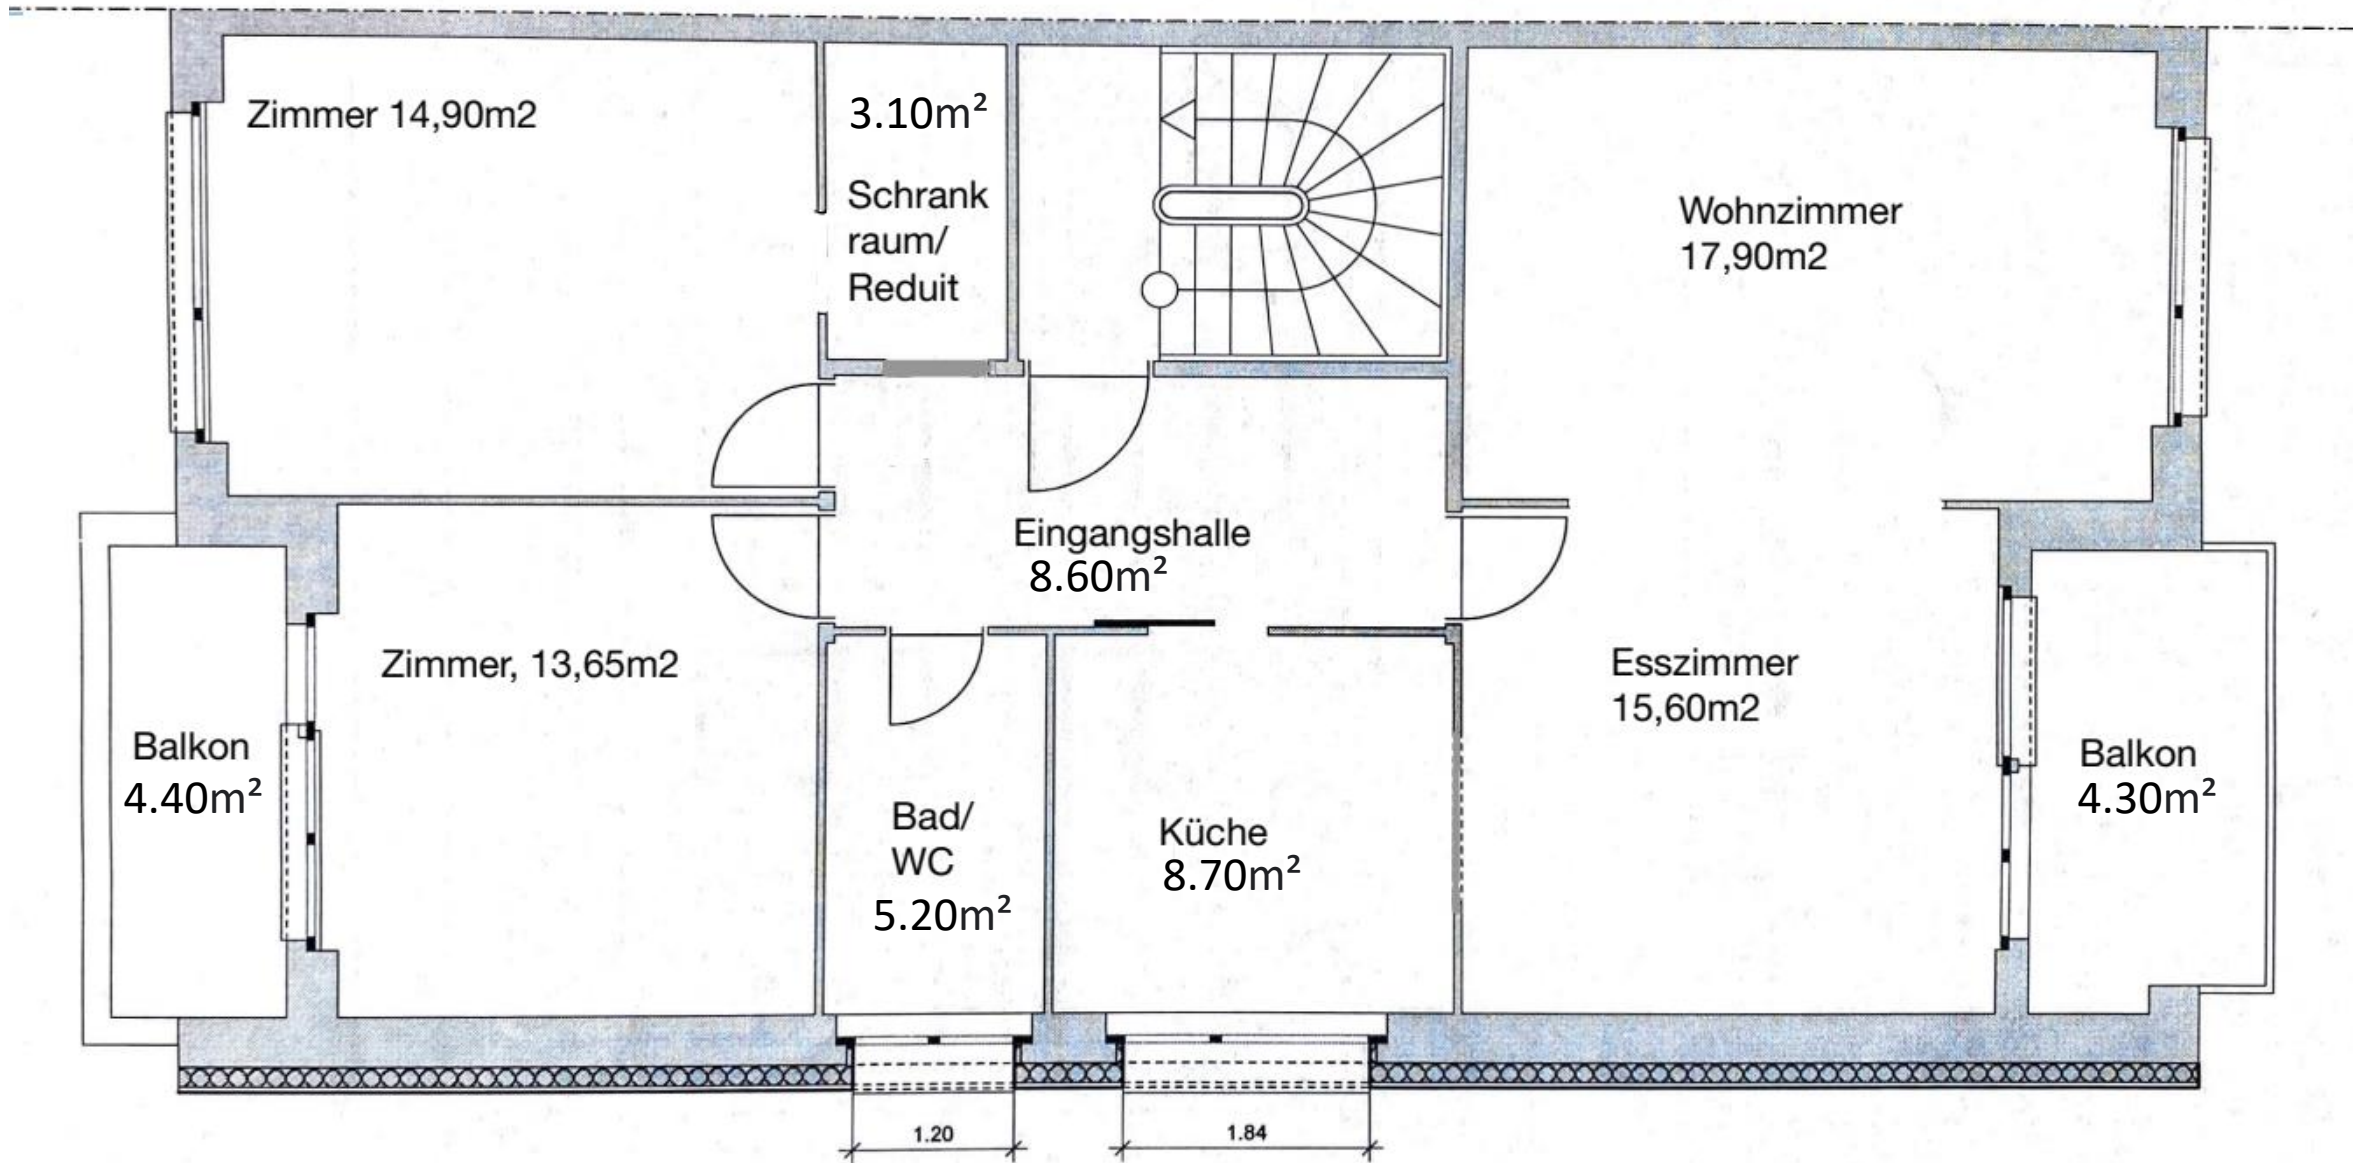 Zimmer 14,90m2
3.10m²
Schrank
raum/
Reduit
Wohnzimmer
17,90m2
Eingangshalle
8.60m²
Zimmer, 13,65m2
Esszimmer
15,60m2
Balkon
4.40m²
Bad/
WC
5.20m²
Küche
8.70m²
Balkon
4.30m²
1.20
1.84